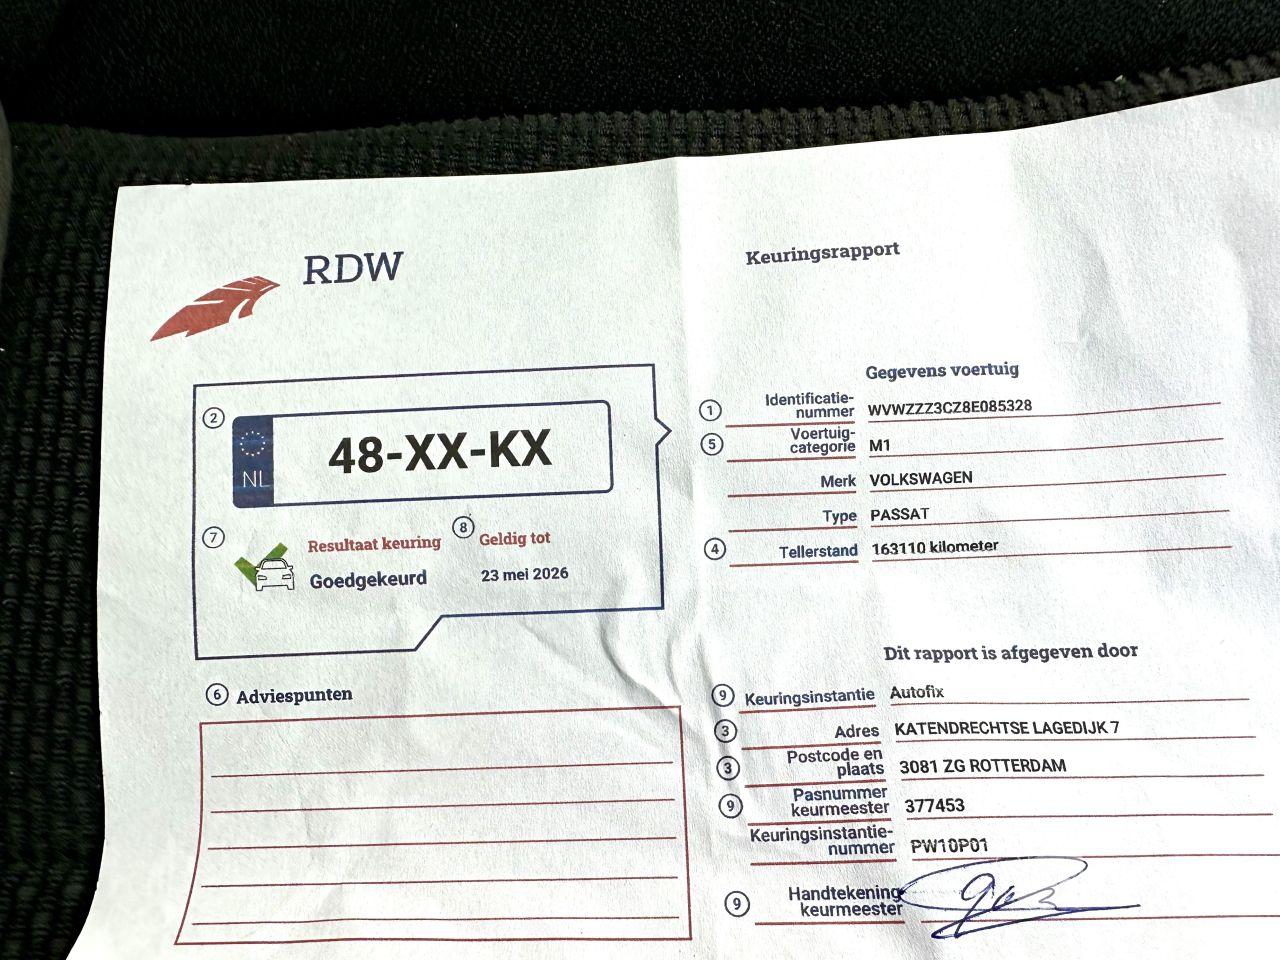 RDW
Keuringsrapport
2
NL
48-XX-KX
7
Resultaat keuring
Goedgekeurd
8
Geldig tot
23 mei 2026
6 Adviespunten
Gegevens voertuig
1 Identificatie-
nummer WVWZZZ3CZ8E085328
5 Voertuig-
categorie M1
Merk VOLKSWAGEN
Type PASSAT
4 Tellerstand 163110 kilometer
Dit rapport is afgegeven door
9 Keuringsinstantie Autofix
3 Adres KATENDRECHTSE LAGEDIJK 7
3 Postcode en
plaats 3081 ZG ROTTERDAM
9 Pasnummer
keurmeester 377453
Keuringsinstantie-
nummer PW10P01
9 Handtekening
keurmeester